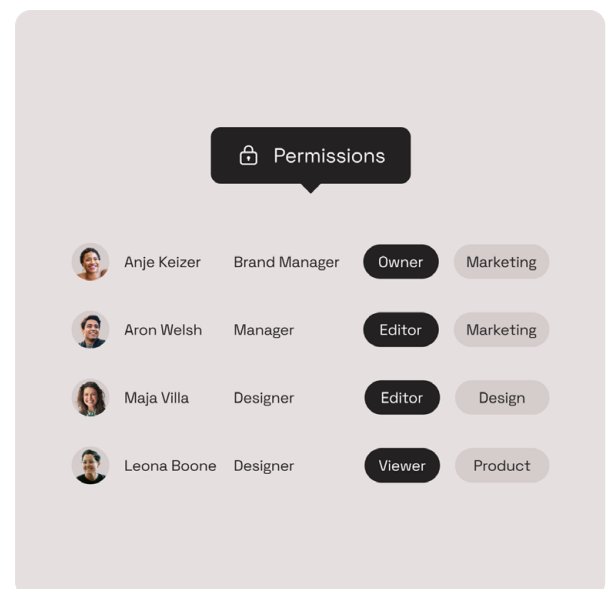 Permissions
Anje Keizer Brand Manager Owner Marketing
Aron Welsh Manager Editor Marketing
Maja Villa Designer Editor Design
Leona Boone Designer Viewer Product